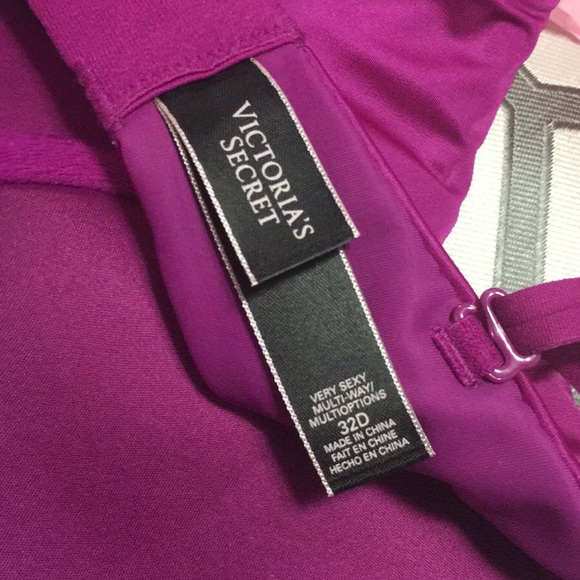 VICTORIA'S
SECRET
VERY SEXY
MULTI-WAY/
MULTIOPTIONS
32D
MADE IN CHINA
FAIT EN CHINE
HECHO EN CHINA